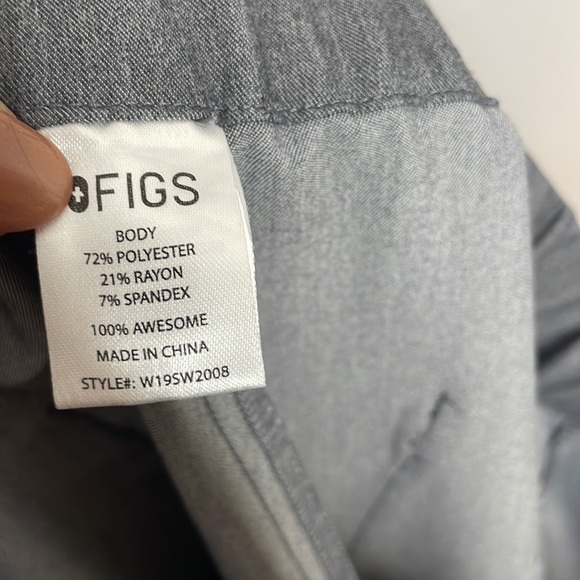 FIGS
BODY
72% POLYESTER
21% RAYON
7% SPANDEX
100% AWESOME
MADE IN CHINA
STYLE#: W19SW2008